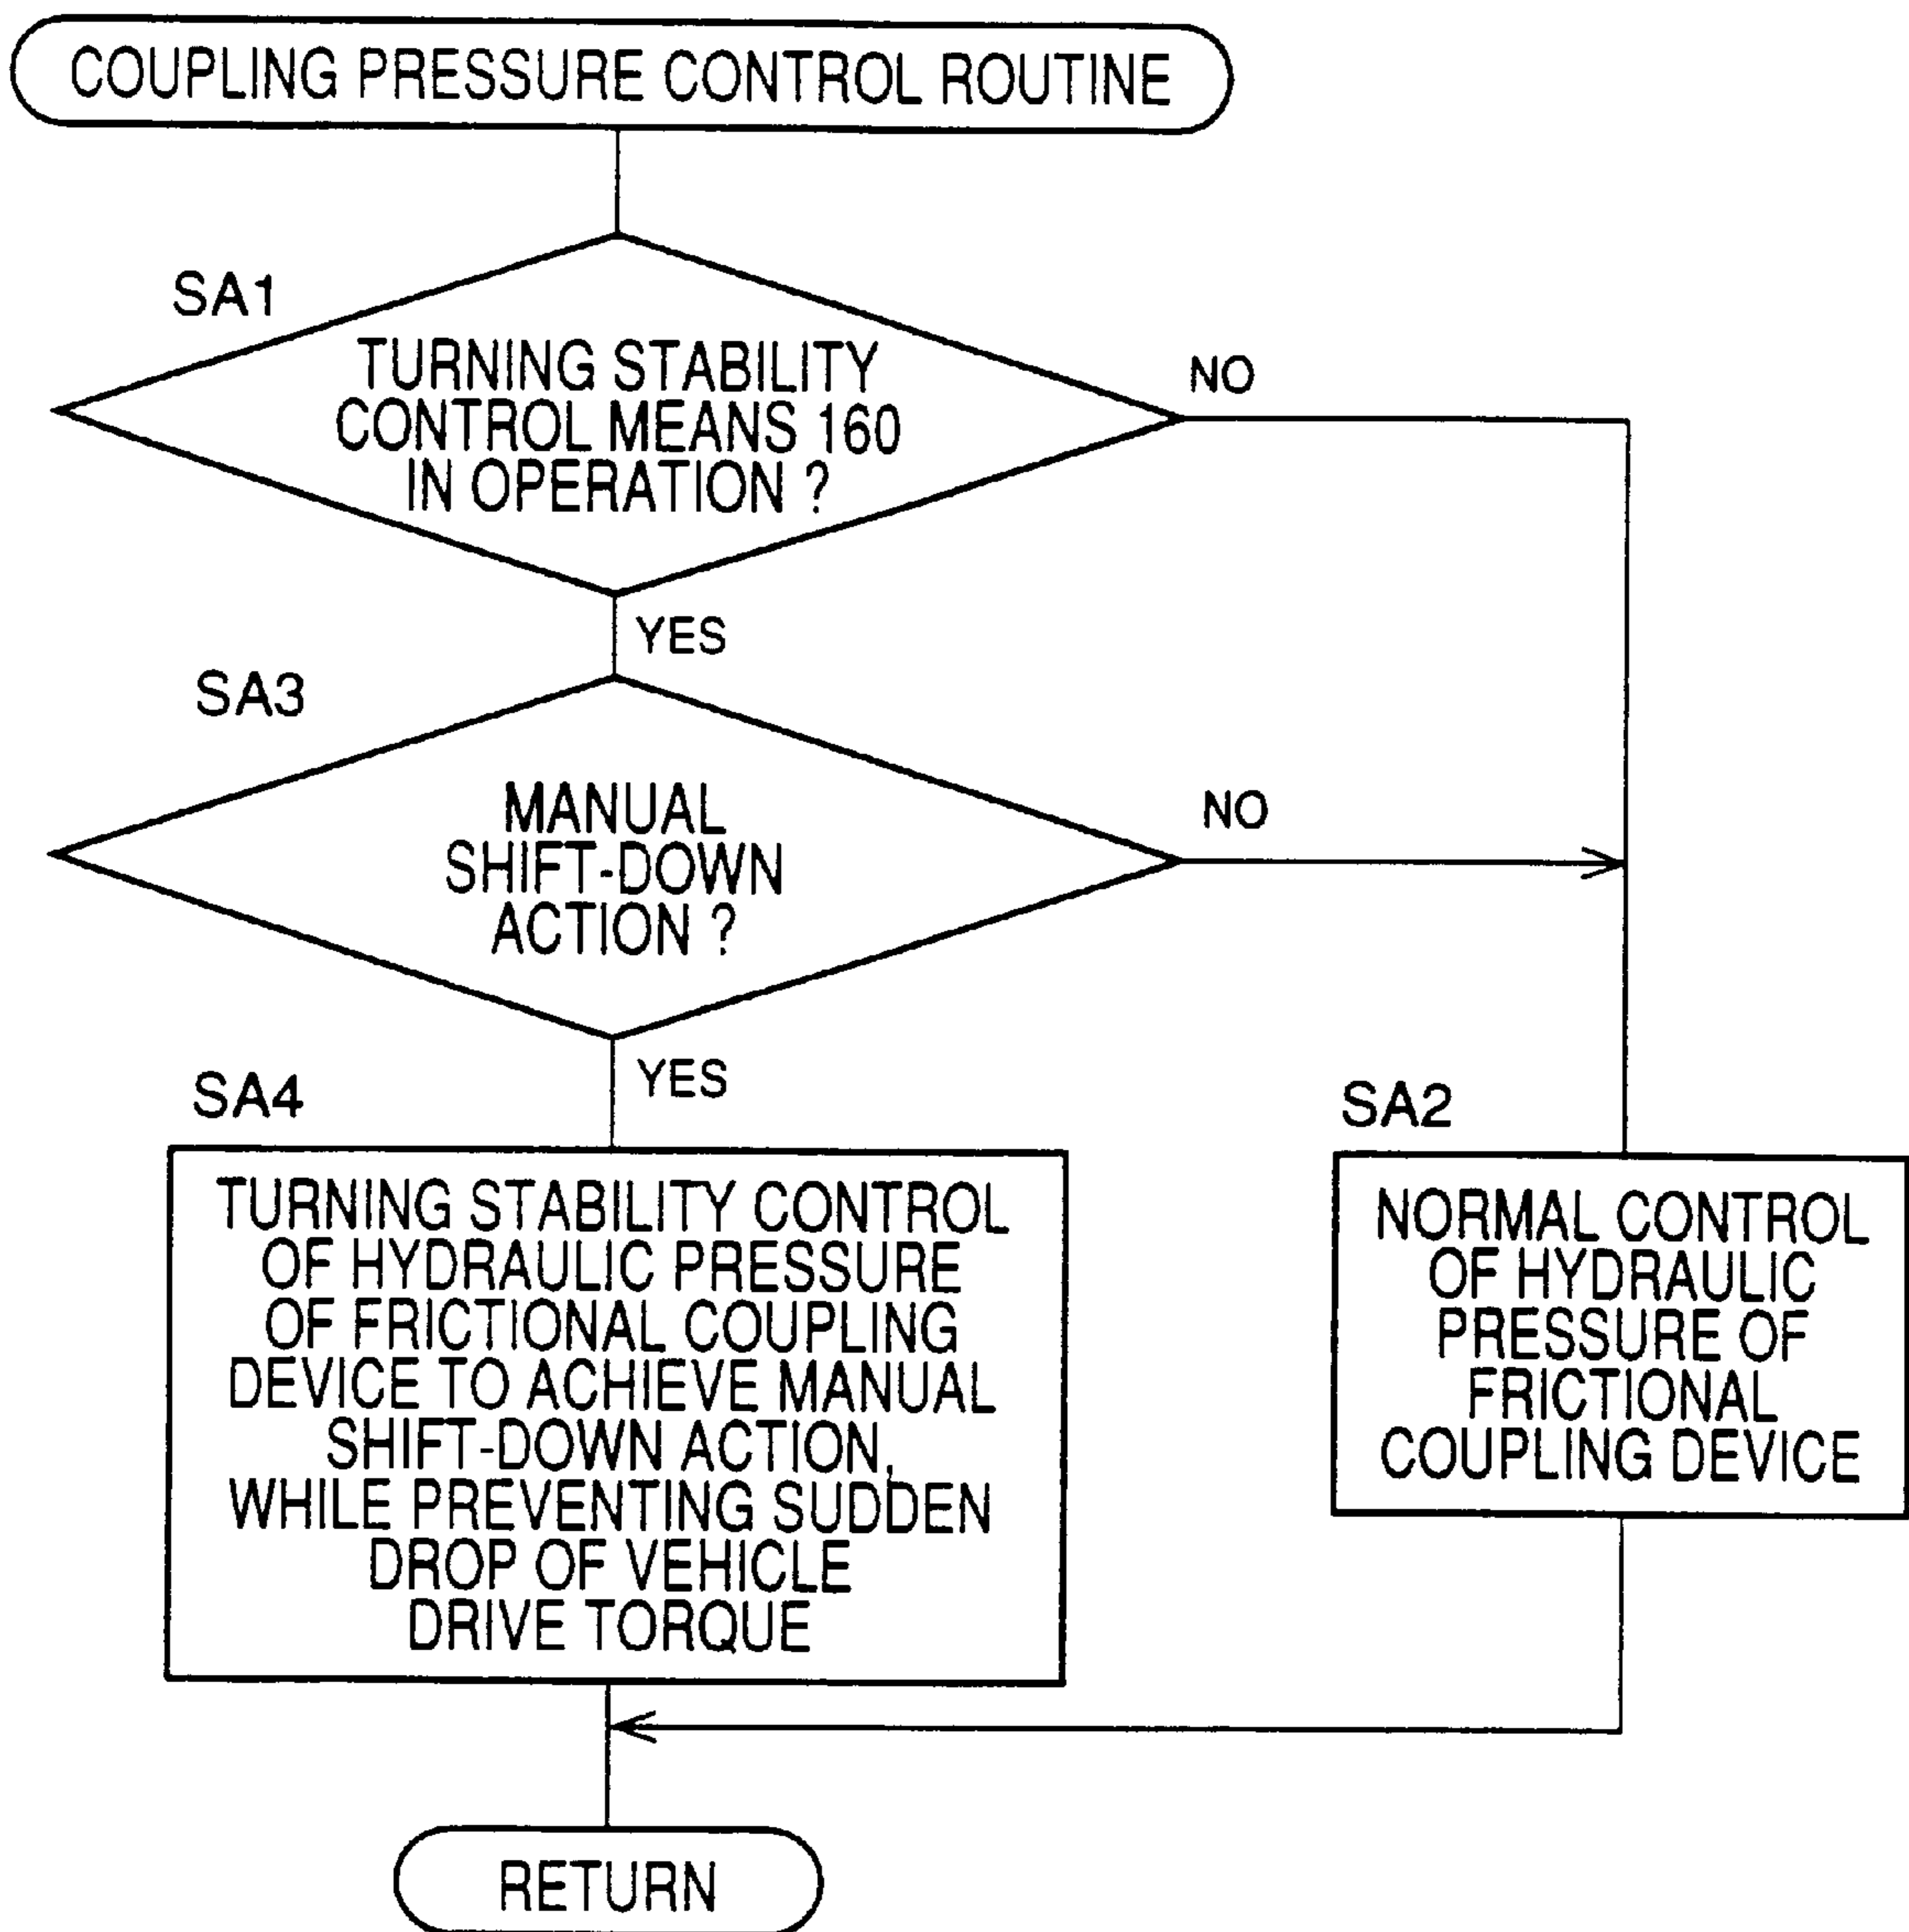 COUPLING PRESSURE CONTROL ROUTINE
SA1
TURNING STABILITY
CONTROL MEANS 160
IN OPERATION ?
NO
YES
SA3
MANUAL
SHIFT-DOWN
ACTION ?
NO
YES
SA4
TURNING STABILITY CONTROL
OF HYDRAULIC PRESSURE
OF FRICTIONAL COUPLING
DEVICE TO ACHIEVE MANUAL
SHIFT-DOWN ACTION,
WHILE PREVENTING SUDDEN
DROP OF VEHICLE
DRIVE TORQUE
SA2
NORMAL CONTROL
OF HYDRAULIC
PRESSURE OF
FRICTIONAL
COUPLING DEVICE
RETURN